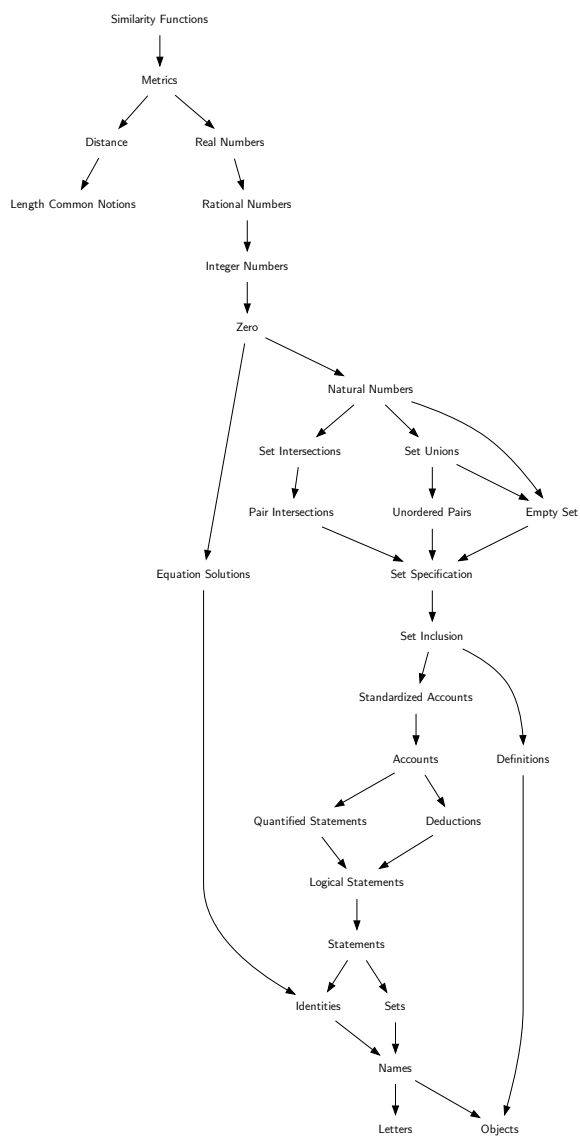 Similarity Functions
Metrics
Distance
Real Numbers
Length Common Notions
Rational Numbers
Integer Numbers
Zero
Natural Numbers
Set Intersections
Set Unions
Pair Intersections
Unordered Pairs
Empty Set
Equation Solutions
Set Specification
Set Inclusion
Standardized Accounts
Accounts
Definitions
Quantified Statements
Deductions
Logical Statements
Statements
Identities
Sets
Names
Letters
Objects